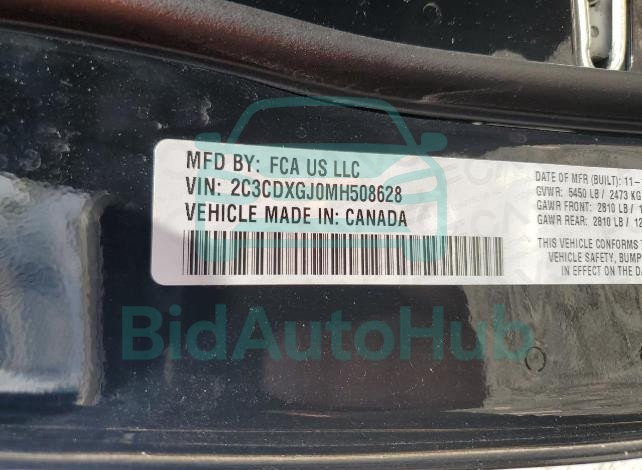 MFD BY: FCA US LLC
VIN: 2C3CDXGJ0MH508628
VEHICLE MADE IN: CANADA
DATE OF MFR (BUILT): 11-
GVWR: 5450 LB / 2473 KG
GAWR FRONT: 2810 LB / 1
GAWR REAR: 2810 LB / 12
THIS VEHICLE CONFORMS
VEHICLE SAFETY, BUMP
IN EFFECT ON THE DA
BidAutoHub